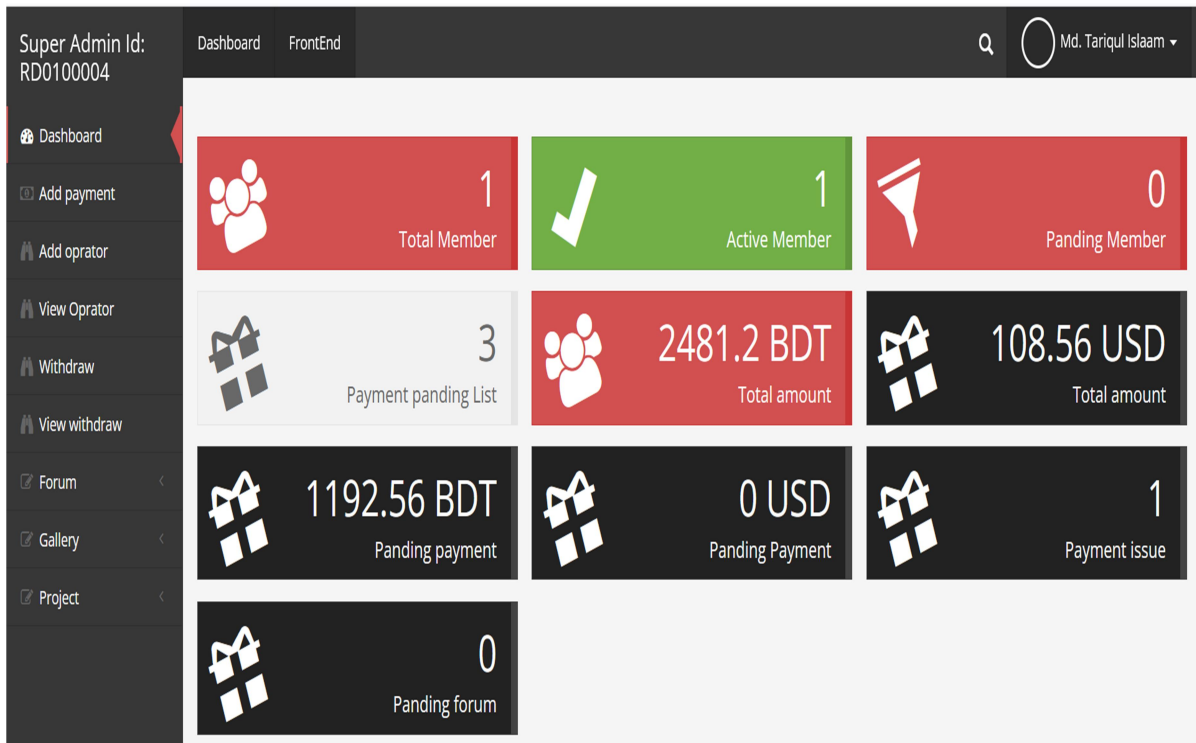 Super Admin Id:
RD0100004
Dashboard
FrontEnd
Md. Tariqul Islaam
Dashboard
Add payment
Add oprator
View Oprator
Withdraw
View withdraw
Forum
Gallery
Project
1
Total Member
1
Active Member
0
Panding Member
3
Payment panding List
2481.2 BDT
Total amount
108.56 USD
Total amount
1192.56 BDT
Panding payment
0 USD
Panding Payment
1
Payment issue
0
Panding forum